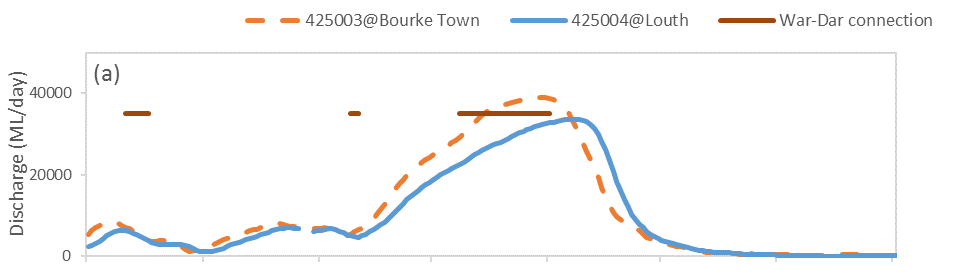 425003@Bourke Town 425004@Louth War-Dar connection
(a)
Discharge (ML/day)
40000
20000
0